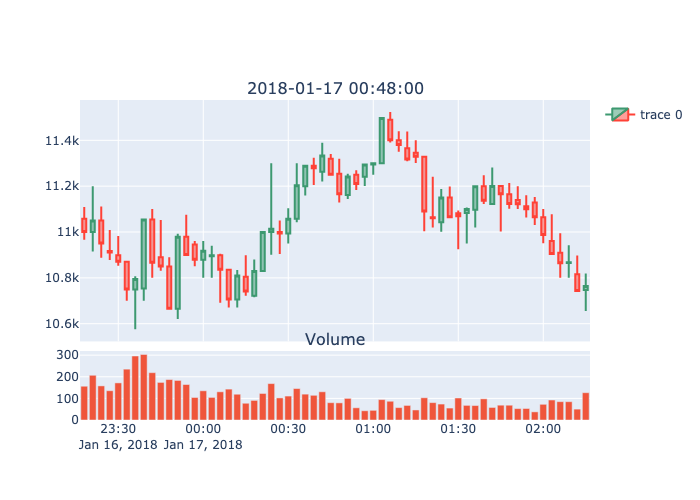 2018-01-17 00:48:00
trace 0
11.4k
11.2k
11k
10.8k
10.6k
Volume
300
200
100
0
23:30 00:00 00:30 01:00 01:30 02:00
Jan 16, 2018 Jan 17, 2018